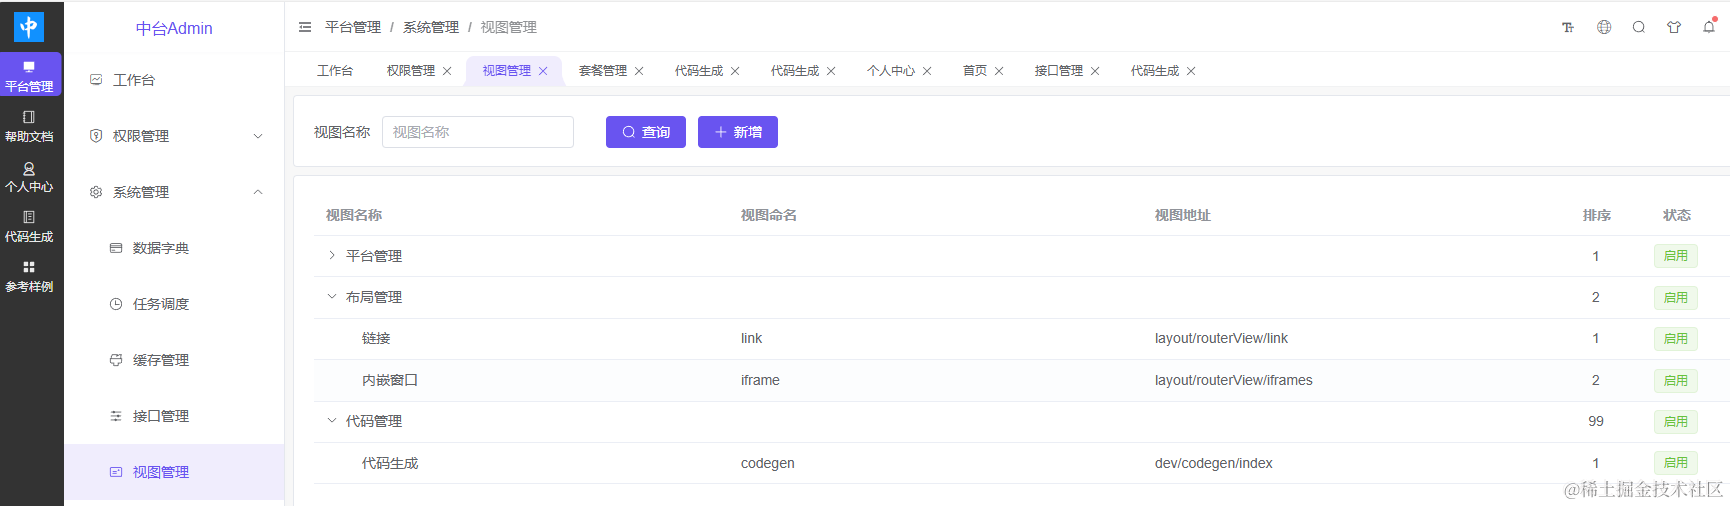 中
平台管理
帮助文档
个人中心
代码生成
参考样例
中台Admin
工作台
权限管理
系统管理
数据字典
任务调度
缓存管理
接口管理
视图管理
平台管理 / 系统管理 / 视图管理
工作台 权限管理 视图管理 套餐管理 代码生成 代码生成 个人中心 首页 接口管理 代码生成
视图名称 视图名称 查询 新增
视图名称 视图命名 视图地址 排序 状态
平台管理 1 启用
布局管理 2 启用
链接 link layout/routerView/link 1 启用
内嵌窗口 iframe layout/routerView/iframes 2 启用
代码管理 99 启用
代码生成 codegen dev/codegen/index 1 启用
@稀土掘金技术社区